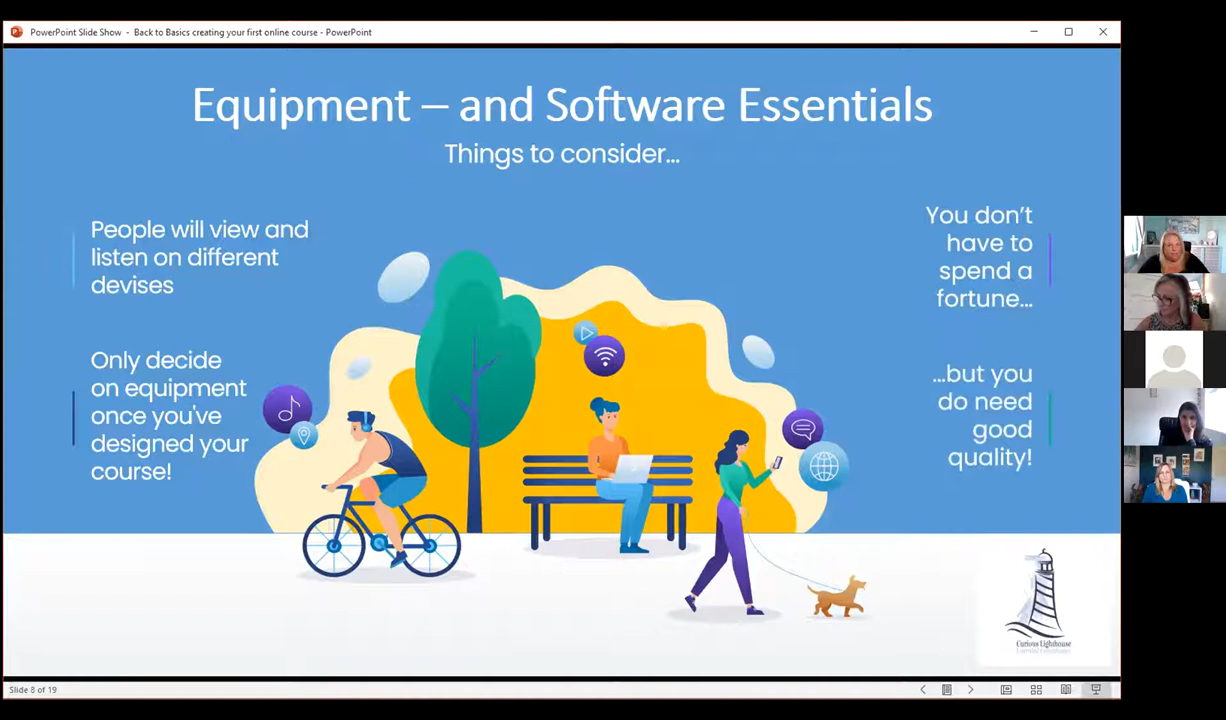 PowerPoint Slide Show - Back to Basics creating your first online course - PowerPoint
Equipment – and Software Essentials
Things to consider...
People will view and
listen on different
devises
Only decide
on equipment
once you've
designed your
course!
You don't
have to
spend a
fortune...
...but you
do need
good
quality!
Curious Lighthouse
Slide 8 of 19